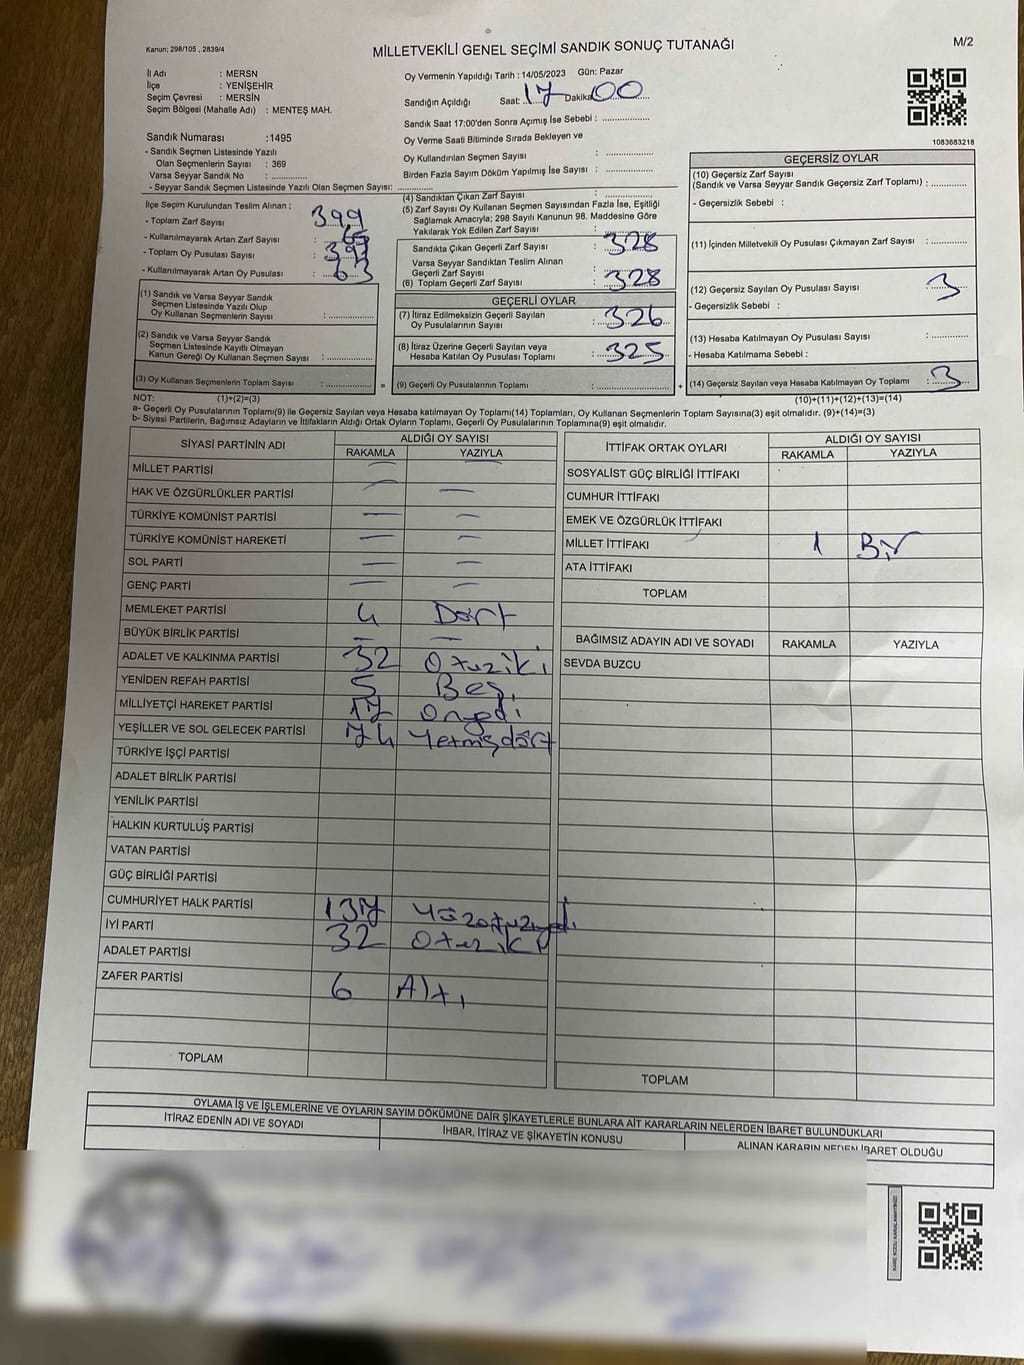 Kanun; 298/105 , 2839/4
MİLLETVEKİLİ GENEL SEÇİMİ SANDIK SONUÇ TUTANAĞI
M/2
İl Adı : MERSN
İlçe : YENİŞEHİR
Seçim Çevresi : MERSİN
Seçim Bölgesi (Mahalle Adı) : MENTEŞ MAH.
Sandık Numarası :1495
- Sandık Seçmen Listesinde Yazılı
Olan Seçmenlerin Sayısı : 369
Varsa Seyyar Sandık No : ..............
- Seyyar Sandık Seçmen Listesinde Yazılı Olan Seçmen Sayısı: ..............
Oy Vermenin Yapıldığı Tarih : 14/05/2023 Gün: Pazar
Sandığın Açıldığı Saat: 17 Dakika 00
Sandık Saat 17:00'den Sonra Açımış İse Sebebi : ..............
Oy Verme Saati Bitiminde Sırada Bekleyen ve
Oy Kullandırılan Seçmen Sayısı : ..............
Birden Fazla Sayım Döküm Yapılmış İse Sayısı : ..............
1083683218
İlçe Seçim Kurulundan Teslim Alınan ;
- Toplam Zarf Sayısı 399
- Kullanılmayarak Artan Zarf Sayısı :
- Toplam Oy Pusulası Sayısı : 399
- Kullanılmayarak Artan Oy Pusulası : 63
(1) Sandık ve Varsa Seyyar Sandık
Seçmen Listesinde Yazılı Olup
Oy Kullanan Seçmenlerin Sayısı : ..............
(2) Sandık ve Varsa Seyyar Sandık
Seçmen Listesinde Kayıtlı Olmayan
Kanun Gereği Oy Kullanan Seçmen Sayısı : ..............
(3) Oy Kullanan Seçmenlerin Toplam Sayısı : .............. =
(4) Sandıktan Çıkan Zarf Sayısı : ..............
(5) Zarf Sayısı Oy Kullanan Seçmen Sayısından Fazla İse, Eşitliği
Sağlamak Amacıyla; 298 Sayılı Kanunun 98. Maddesine Göre
Yakılarak Yok Edilen Zarf Sayısı :
Sandıkta Çıkan Geçerli Zarf Sayısı : 328
Varsa Seyyar Sandıktan Teslim Alınan
Geçerli Zarf Sayısı :
(6) Toplam Geçerli Zarf Sayısı : 328
GEÇERLİ OYLAR
(7) İtiraz Edilmeksizin Geçerli Sayılan
Oy Pusulalarının Sayısı : 326
(8) İtiraz Üzerine Geçerli Sayılan veya
Hesaba Katılan Oy Pusulası Toplamı : 325
(9) Geçerli Oy Pusulalarının Toplamı : .............. +
GEÇERSİZ OYLAR
(10) Geçersiz Zarf Sayısı
(Sandık ve Varsa Seyyar Sandık Geçersiz Zarf Toplamı) : ..............
- Geçersizlik Sebebi :
(11) İçinden Milletvekili Oy Pusulası Çıkmayan Zarf Sayısı : ..............
(12) Geçersiz Sayılan Oy Pusulası Sayısı : 3
- Geçersizlik Sebebi :
(13) Hesaba Katılmayan Oy Pusulası Sayısı : ..............
- Hesaba Katılmama Sebebi :
(14) Geçersiz Sayılan veya Hesaba Katılmayan Oy Toplamı : 3
NOT: (1)+(2)=(3)
(10)+(11)+(12)+(13)=(14)
a- Geçerli Oy Pusulalarının Toplamı(9) ile Geçersiz Sayılan veya Hesaba katılmayan Oy Toplamı(14) Toplamları, Oy Kullanan Seçmenlerin Toplam Sayısına(3) eşit olmalıdır. (9)+(14)=(3)
b- Siyasi Partilerin, Bağımsız Adayların ve İttifakların Aldığı Ortak Oyların Toplamı, Geçerli Oy Pusulalarının Toplamına(9) eşit olmalıdır.
SİYASİ PARTİNİN ADI ALDIĞI OY SAYISI
RAKAMLA YAZIYLA
MİLLET PARTİSİ — —
HAK VE ÖZGÜRLÜKLER PARTİSİ — —
TÜRKİYE KOMÜNİST PARTİSİ — —
TÜRKİYE KOMÜNİST HAREKETİ — —
SOL PARTİ — —
GENÇ PARTİ — —
MEMLEKET PARTİSİ 4 Dört
BÜYÜK BİRLİK PARTİSİ — —
ADALET VE KALKINMA PARTİSİ 32 Otuziki
YENİDEN REFAH PARTİSİ 5 Beş
MİLLİYETÇİ HAREKET PARTİSİ 17 Onyedi
YEŞİLLER VE SOL GELECEK PARTİSİ 74 Yetmişdört
TÜRKİYE İŞÇİ PARTİSİ
ADALET BİRLİK PARTİSİ
YENİLİK PARTİSİ
HALKIN KURTULUŞ PARTİSİ
VATAN PARTİSİ
GÜÇ BİRLİĞİ PARTİSİ
CUMHURİYET HALK PARTİSİ 137 Yüzotuzyedi
İYİ PARTİ 32 Otuziki
ADALET PARTİSİ
ZAFER PARTİSİ 6 Altı
TOPLAM
İTTİFAK ORTAK OYLARI ALDIĞI OY SAYISI
RAKAMLA YAZIYLA
SOSYALİST GÜÇ BİRLİĞİ İTTİFAKI
CUMHUR İTTİFAKI
EMEK VE ÖZGÜRLÜK İTTİFAKI
MİLLET İTTİFAKI 1 Bir
ATA İTTİFAKI
TOPLAM
BAĞIMSIZ ADAYIN ADI VE SOYADI RAKAMLA YAZIYLA
SEVDA BUZCU
TOPLAM
OYLAMA İŞ VE İŞLEMLERİNE VE OYLARIN SAYIM DÖKÜMÜNE DAİR ŞİKAYETLERLE BUNLARA AİT KARARLARIN NELERDEN İBARET BULUNDUKLARI
İTİRAZ EDENİN ADI VE SOYADI
İHBAR, İTİRAZ VE ŞİKAYETİN KONUSU
ALINAN KARARIN NEDEN İBARET OLDUĞU
KARE KODU KARALAMAYINIZ!